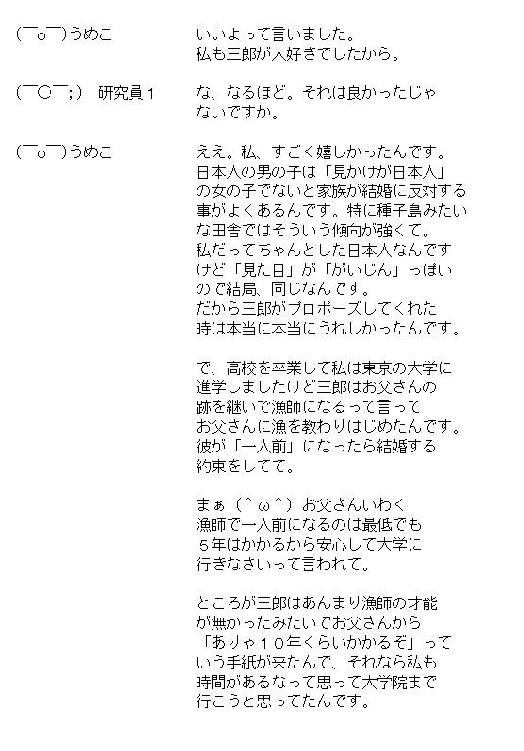 (￣o￣)うめこ　いいよって言いました。
私も三郎が大好きでしたから。
(￣○￣;)　研究員１　な、なるほど。それは良かったじゃ
ないですか。
(￣o￣)うめこ　ええ。私、すごく嬉しかったんです。
日本人の男の子は「見かけが日本人」
の女の子でないと家族が結婚に反対する
事がよくあるんです。特に種子島みたい
な田舎ではそういう傾向が強くて。
私だってちゃんとした日本人なんです
けど「見た目」が「がいじん」っぽい
ので結局、同じなんです。
だから三郎がプロポーズしてくれた
時は本当に本当にうれしかったんです。
で、高校を卒業して私は東京の大学に
進学しましたけど三郎はお父さんの
跡を継いで漁師になるって言って
お父さんに漁を教わりはじめたんです。
彼が「一人前」になったら結婚する
約束をしてて。
まぁ（＾ω＾）お父さんいわく
漁師で一人前になるのは最低でも
５年はかかるから安心して大学に
行きなさいって言われて。
ところが三郎はあんまり漁師の才能
が無かったみたいでお父さんから
「ありゃ１０年くらいかかるぞ」って
いう手紙が来たんで、それなら私も
時間があるなって思って大学院まで
行こうと思ってたんです。